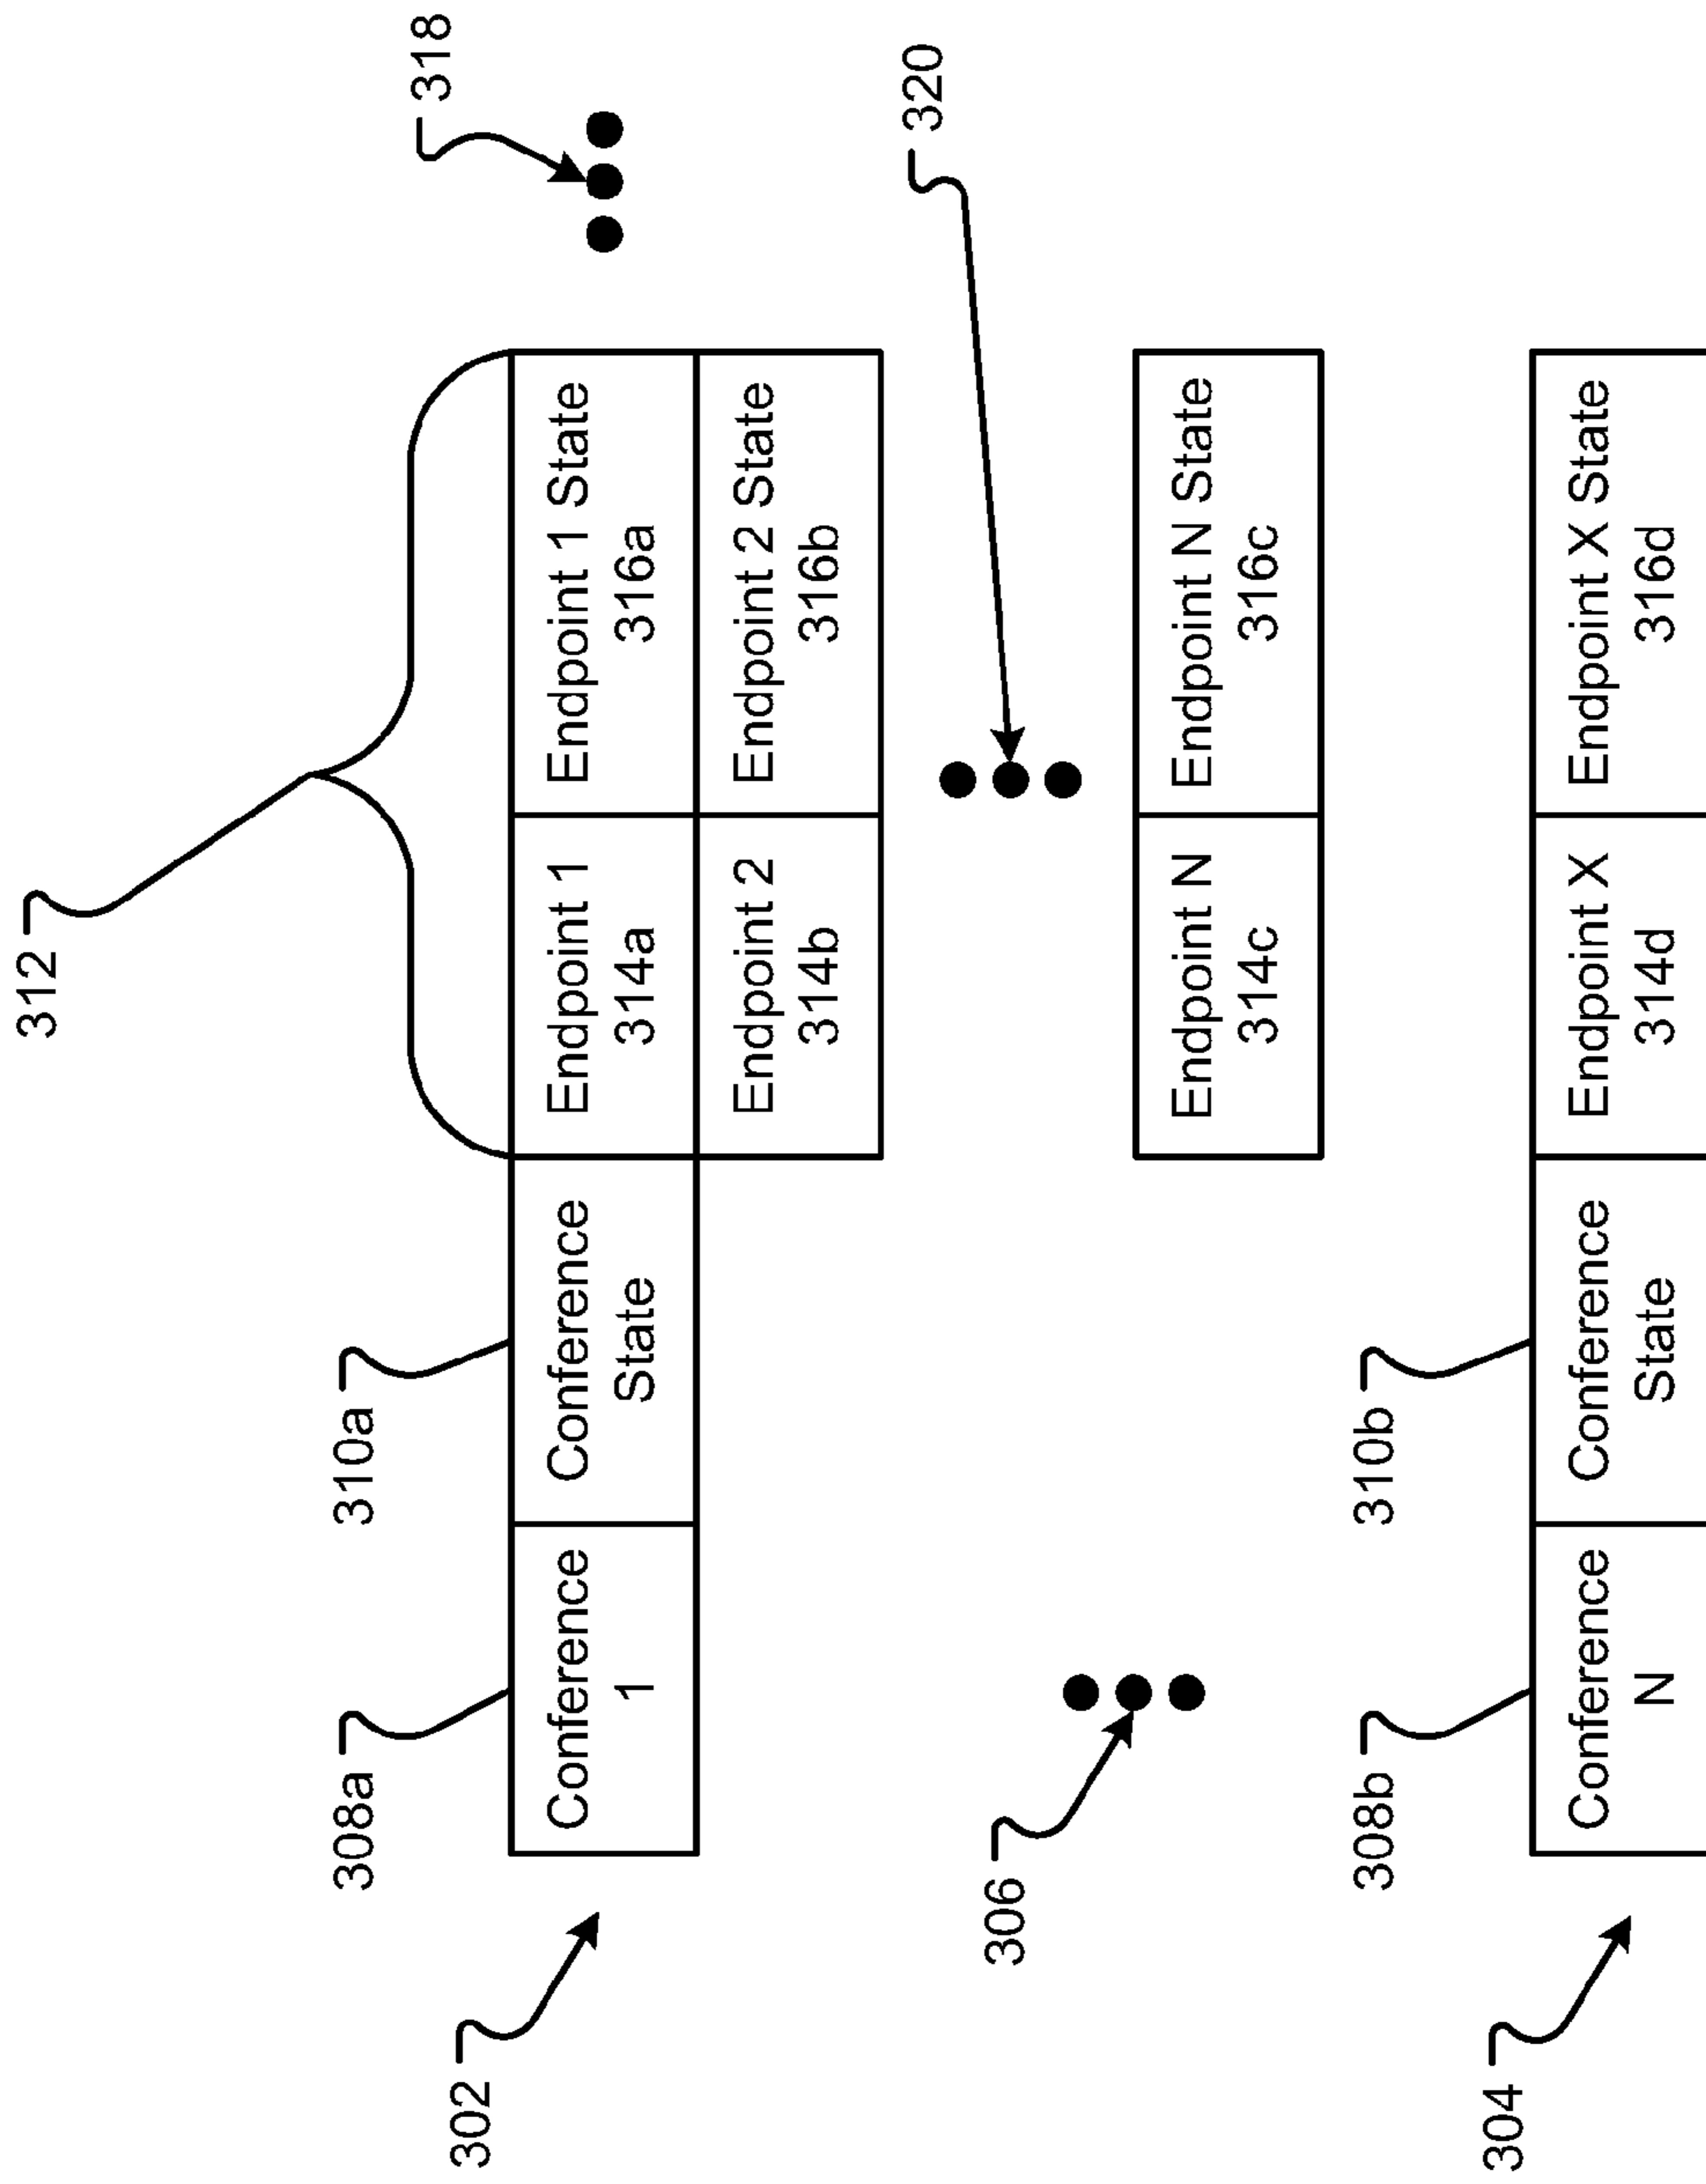 312
308a
310a
318
302
Conference
1
Conference
State
Endpoint 1
314a
Endpoint 1 State
316a
Endpoint 2
314b
Endpoint 2 State
316b
320
306
Endpoint N
314c
Endpoint N State
316c
308b
310b
304
Conference
N
Conference
State
Endpoint X
314d
Endpoint X State
316d